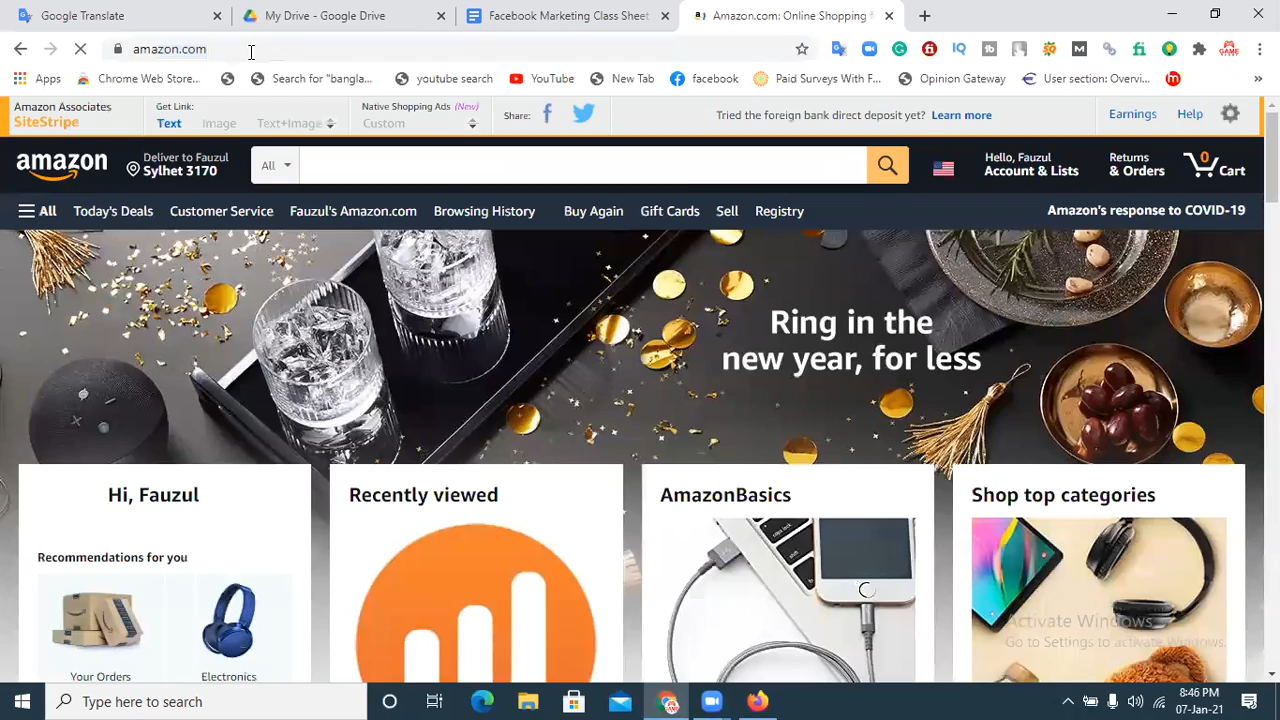 Google Translate
My Drive - Google Drive
Facebook Marketing Class Sheet
Amazon.com: Online Shopping
amazon.com
Apps
Chrome Web Store...
Search for "bangla...
youtube search
YouTube
New Tab
facebook
Paid Surveys With F...
Opinion Gateway
User section: Overvi...
Amazon Associates
SiteStripe
Get Link:
Text
Image
Text+Image
Native Shopping Ads (New)
Custom
Share:
Tried the foreign bank direct deposit yet? Learn more
Earnings
Help
amazon
Deliver to Fauzul
Sylhet 3170
All
Hello, Fauzul
Account & Lists
Returns
& Orders
0
Cart
All
Today's Deals
Customer Service
Fauzul's Amazon.com
Browsing History
Buy Again
Gift Cards
Sell
Registry
Amazon's response to COVID-19
Ring in the
new year, for less
Hi, Fauzul
Recommendations for you
Your Orders
Electronics
Recently viewed
AmazonBasics
Shop top categories
Activate Windows
Go to Settings to activate Windows.
Type here to search
8:46 PM
07-Jan-21